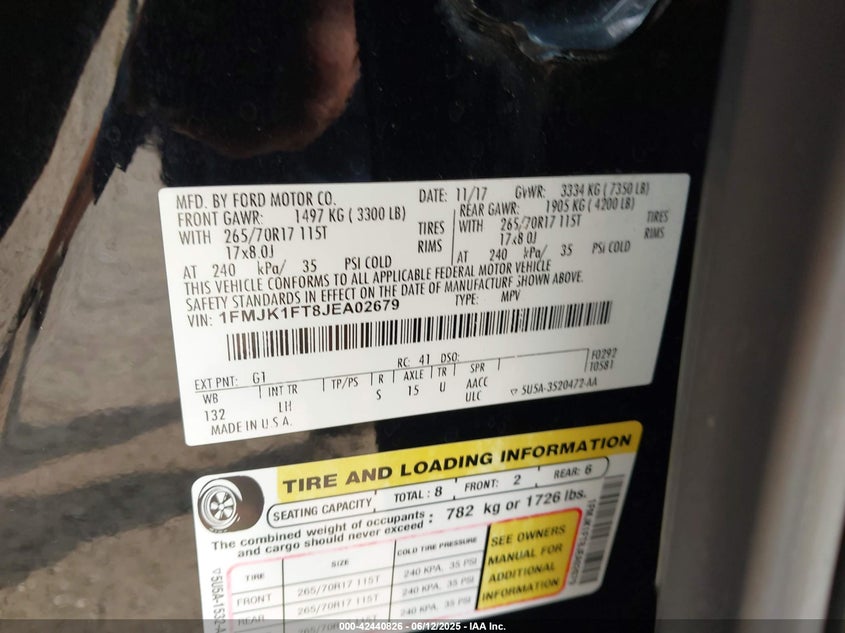 MFD. BY FORD MOTOR CO. DATE: 11/17 GVWR: 3334 KG ( 7350 LB)
FRONT GAWR: 1497 KG ( 3300 LB) REAR GAWR: 1905 KG ( 4200 LB)
WITH 265/70R17 115T TIRES WITH 265/70R17 115T TIRES
17x8.0J RIMS 17x8.0J RIMS
AT 240 kPa/ 35 PSI COLD AT 240 kPa/ 35 PSI COLD
THIS VEHICLE CONFORMS TO ALL APPLICABLE FEDERAL MOTOR VEHICLE
SAFETY STANDARDS IN EFFECT ON THE DATE OF MANUFACTURE SHOWN ABOVE.
VIN: 1FMJK1FT8JEA02679 TYPE: MPV
F0292
T0581
EXT PNT: G1 RC: 41 DSO:
WB INT TR TP/PS R AXLE TR SPR
132 LH S 15 U AACC
ULC
5U5A-3520472-AA
MADE IN U.S.A.
TIRE AND LOADING INFORMATION
SEATING CAPACITY TOTAL : 8 FRONT: 2 REAR: 6
The combined weight of occupants and cargo should never exceed : 782 kg or 1726 lbs.
TIRE SIZE COLD TIRE PRESSURE
FRONT 265/70R17 115T 240 KPA, 35 PSI
REAR 265/70R17 115T 240 KPA, 35 PSI
SEE OWNERS
MANUAL FOR
ADDITIONAL
INFORMATION
000-42440826 - 06/12/2025 - IAA Inc.